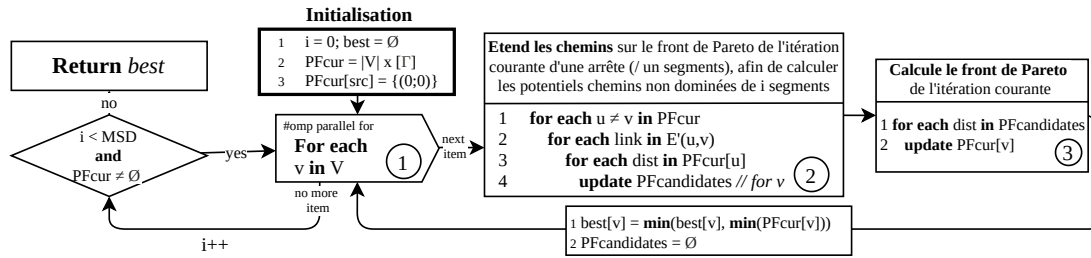 Initialisation
1 i = 0; best = Ø
2 PFcur = |V| x [Γ]
3 PFcur[src] = {(0;0)}
Return best
no
i < MSD
and
PFcur ≠ Ø
yes
#omp parallel for
For each
v in V
1
no more
item
i++
next
item
Etend les chemins sur le front de Pareto de l'itération
courante d'une arrête (/ un segments), afin de calculer
les potentiels chemins non dominées de i segments
1 for each u ≠ v in PFcur
2 for each link in E'(u,v)
3 for each dist in PFcur[u]
4 update PFcandidates // for v
2
Calcule le front de Pareto
de l'itération courante
1 for each dist in PFcandidates
2 update PFcur[v]
3
1 best[v] = min(best[v], min(PFcur[v]))
2 PFcandidates = Ø